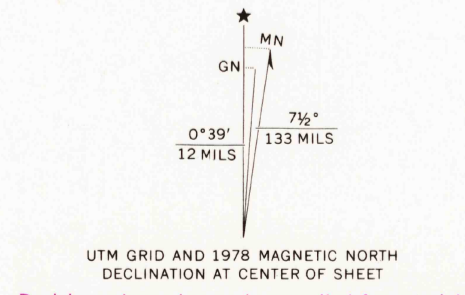 ★
MN
GN
7½°
0°39′
133 MILS
12 MILS
UTM GRID AND 1978 MAGNETIC NORTH
DECLINATION AT CENTER OF SHEET